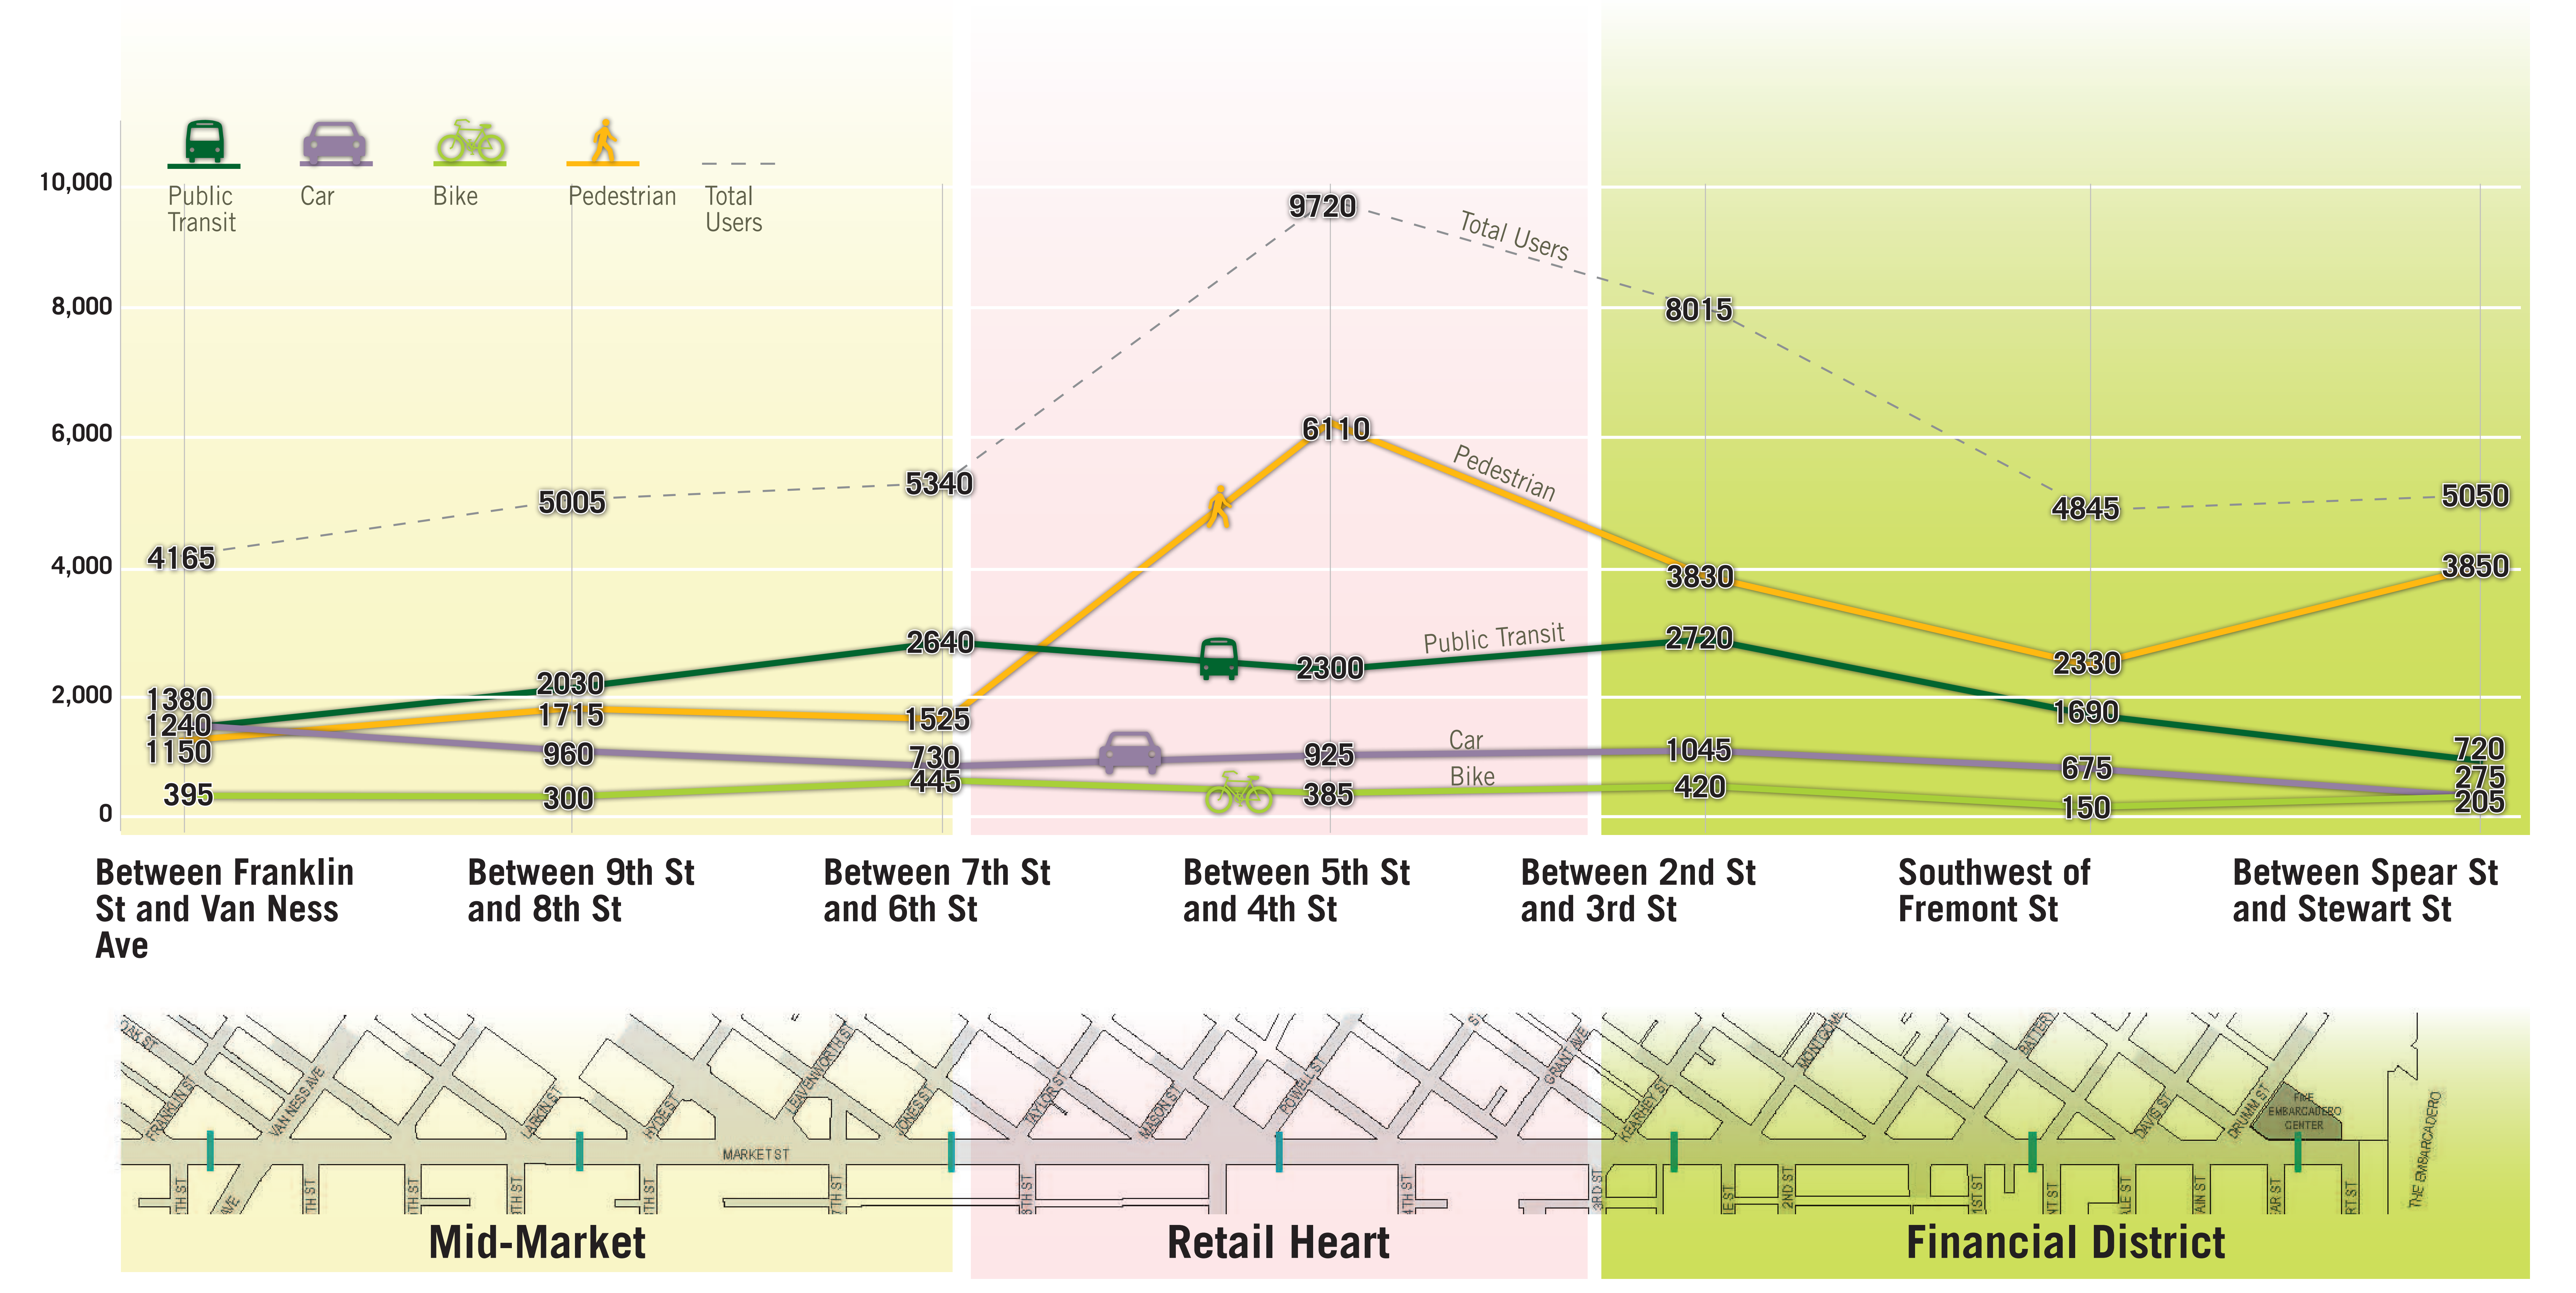 Public
Transit
Car
Bike
Pedestrian
Total
Users
10,000
8,000
6,000
4,000
2,000
0
4165
5005
5340
9720
Total Users
8015
4845
5050
6110
Pedestrian
3830
2330
3850
1380
1240
1150
395
2030
1715
960
300
2640
1525
730
445
2300
925
385
Public Transit
Car
Bike
2720
1045
420
1690
675
150
720
275
205
Between Franklin
St and Van Ness
Ave
Between 9th St
and 8th St
Between 7th St
and 6th St
Between 5th St
and 4th St
Between 2nd St
and 3rd St
Southwest of
Fremont St
Between Spear St
and Stewart St
OAK ST
FRANKLIN ST
VAN NESS AVE
LARKIN ST
HYDE ST
LEAVENWORTH ST
JONES ST
TAYLOR ST
MASON ST
POWELL ST
GRANT AVE
KEARHEY ST
DAVIS ST
DRUMM ST
FIVE
EMBARCADERO
CENTER
THE EMBARCADERO
MARKET ST
7TH ST
3RD ST
2ND ST
Mid-Market
Retail Heart
Financial District